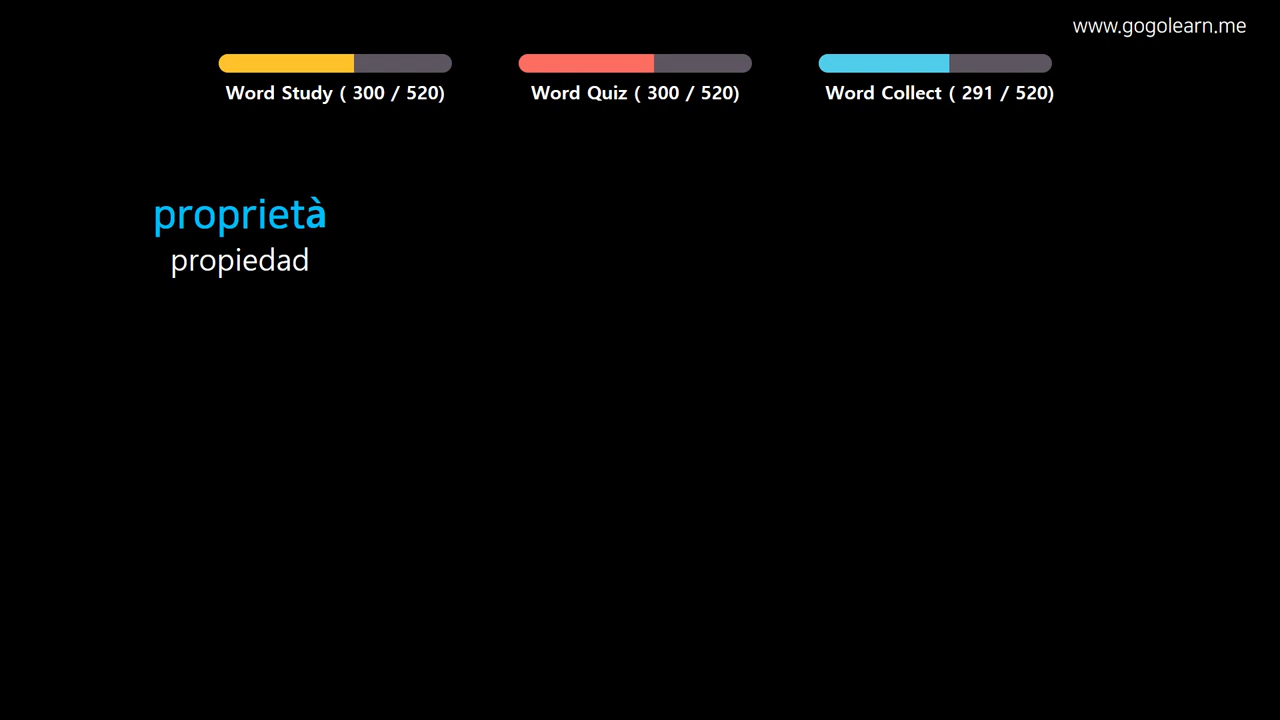 www.gogolearn.me
Word Study ( 300 / 520)
Word Quiz ( 300 / 520)
Word Collect ( 291 / 520)
proprietà
propiedad